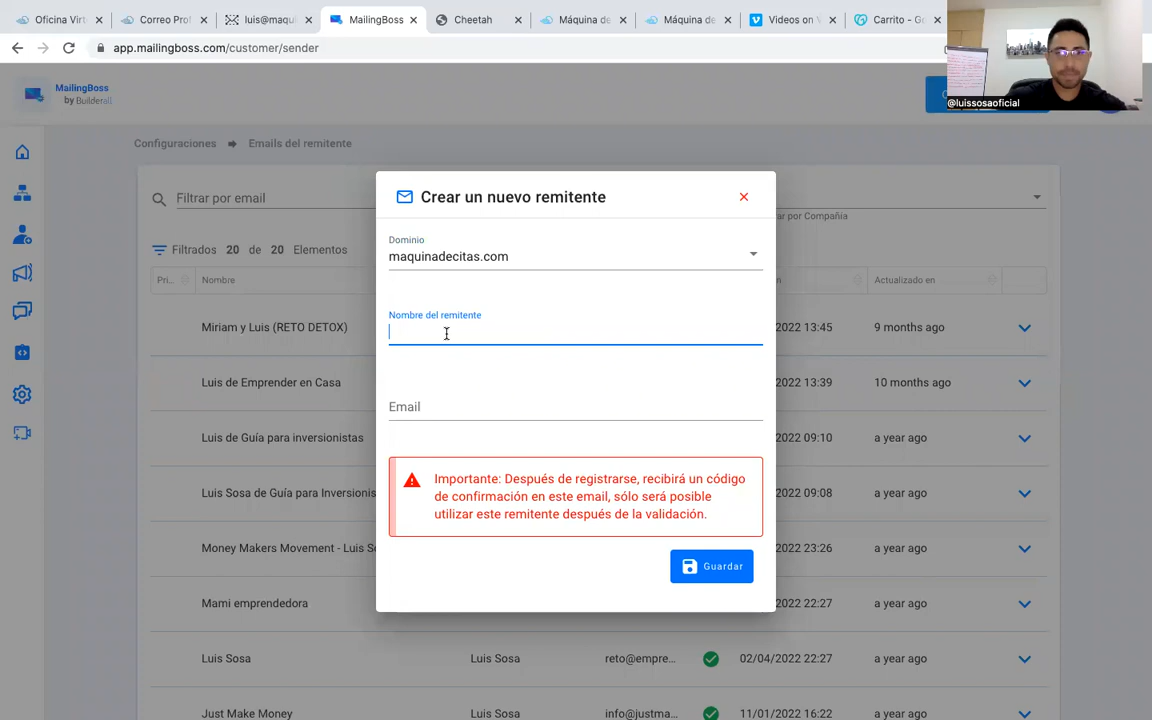 Oficina Virt
Correo Prof
luis@maqui
MailingBoss
Cheetah
Máquina de
Máquina de
Videos on V
Carrito - G
app.mailingboss.com/customer/sender
@luissosaoficial
MailingBoss
by Builderall
Configuraciones
Emails del remitente
Filtrar por email
ar por Compañia
Filtrados 20 de 20 Elementos
Pri...
Nombre
Actualizado en
Miriam y Luis (RETO DETOX)
2022 13:45
9 months ago
Luis de Emprender en Casa
2022 13:39
10 months ago
Luis de Guía para inversionistas
2022 09:10
a year ago
Luis Sosa de Guía para Inversionis
2022 09:08
a year ago
Money Makers Movement - Luis So
2022 23:26
a year ago
Mami emprendedora
2022 22:27
a year ago
Luis Sosa
Luis Sosa
reto@empre...
02/04/2022 22:27
a year ago
Just Make Money
Luis Sosa
info@justma...
11/01/2022 16:22
a year ago
Crear un nuevo remitente
Dominio
maquinadecitas.com
Nombre del remitente
Email
Importante: Después de registrarse, recibirá un código
de confirmación en este email, sólo será posible
utilizar este remitente después de la validación.
Guardar